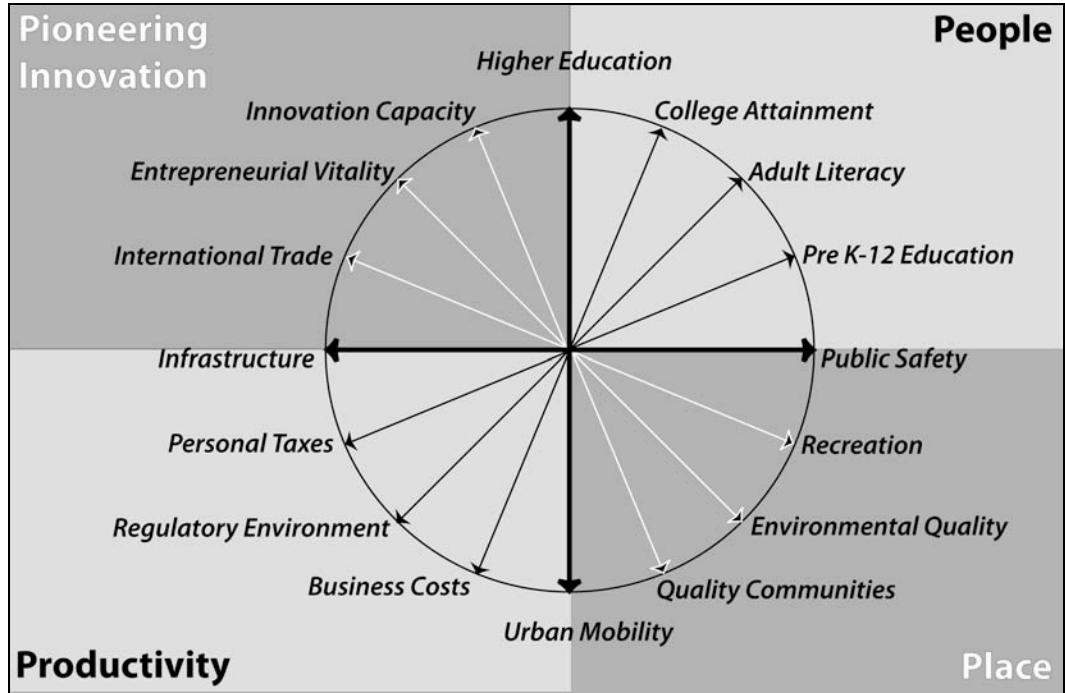 Pioneering
Innovation
People
Higher Education
Innovation Capacity
College Attainment
Entrepreneurial Vitality
Adult Literacy
International Trade
Pre K-12 Education
Infrastructure
Public Safety
Personal Taxes
Recreation
Regulatory Environment
Environmental Quality
Business Costs
Quality Communities
Urban Mobility
Productivity
Place